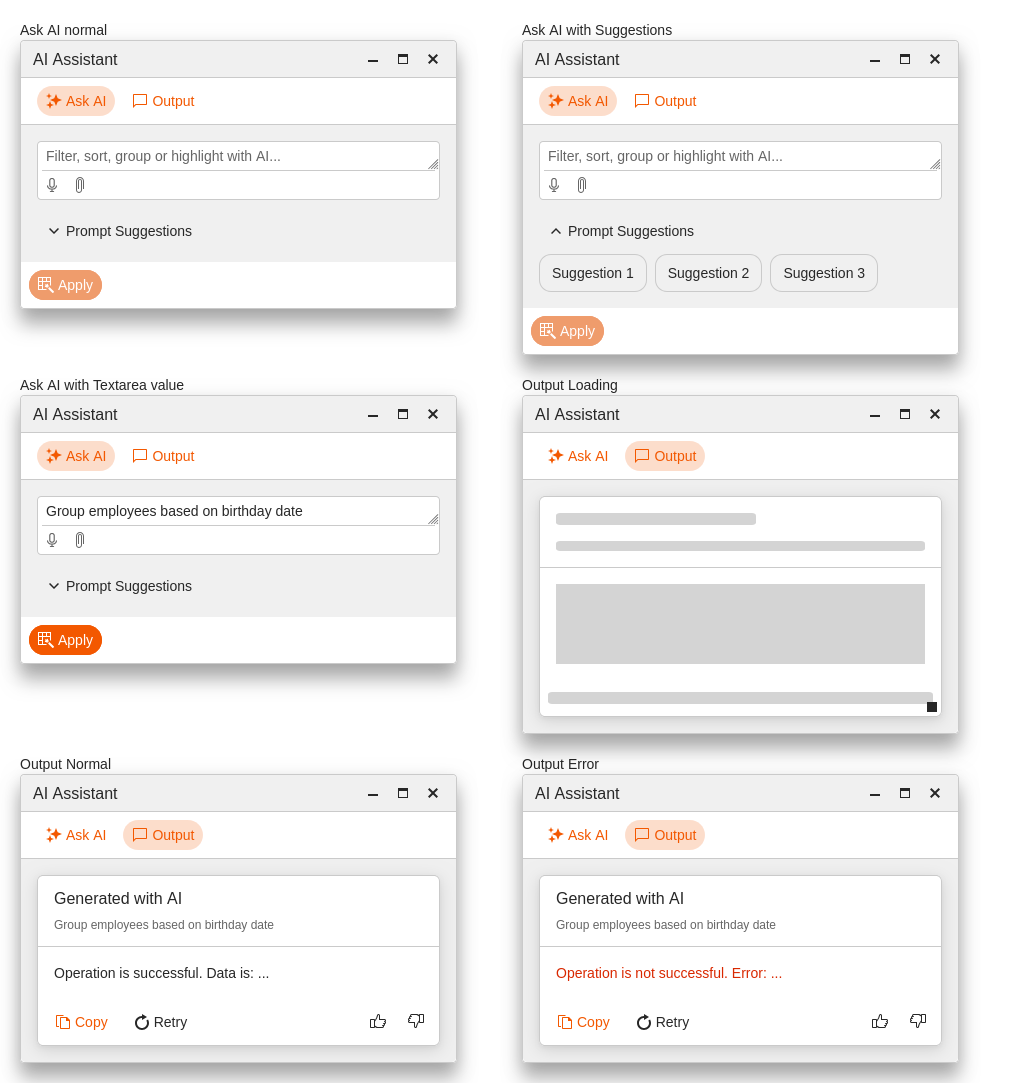 Ask AI normal
AI Assistant
Ask AI Output
Filter, sort, group or highlight with AI...
Prompt Suggestions
Apply
Ask AI with Suggestions
AI Assistant
Ask AI Output
Filter, sort, group or highlight with AI...
Prompt Suggestions
Suggestion 1 Suggestion 2 Suggestion 3
Apply
Ask AI with Textarea value
AI Assistant
Ask AI Output
Group employees based on birthday date
Prompt Suggestions
Apply
Output Loading
AI Assistant
Ask AI Output
Output Normal
AI Assistant
Ask AI Output
Generated with AI
Group employees based on birthday date
Operation is successful. Data is: ...
Copy Retry
Output Error
AI Assistant
Ask AI Output
Generated with AI
Group employees based on birthday date
Operation is not successful. Error: ...
Copy Retry